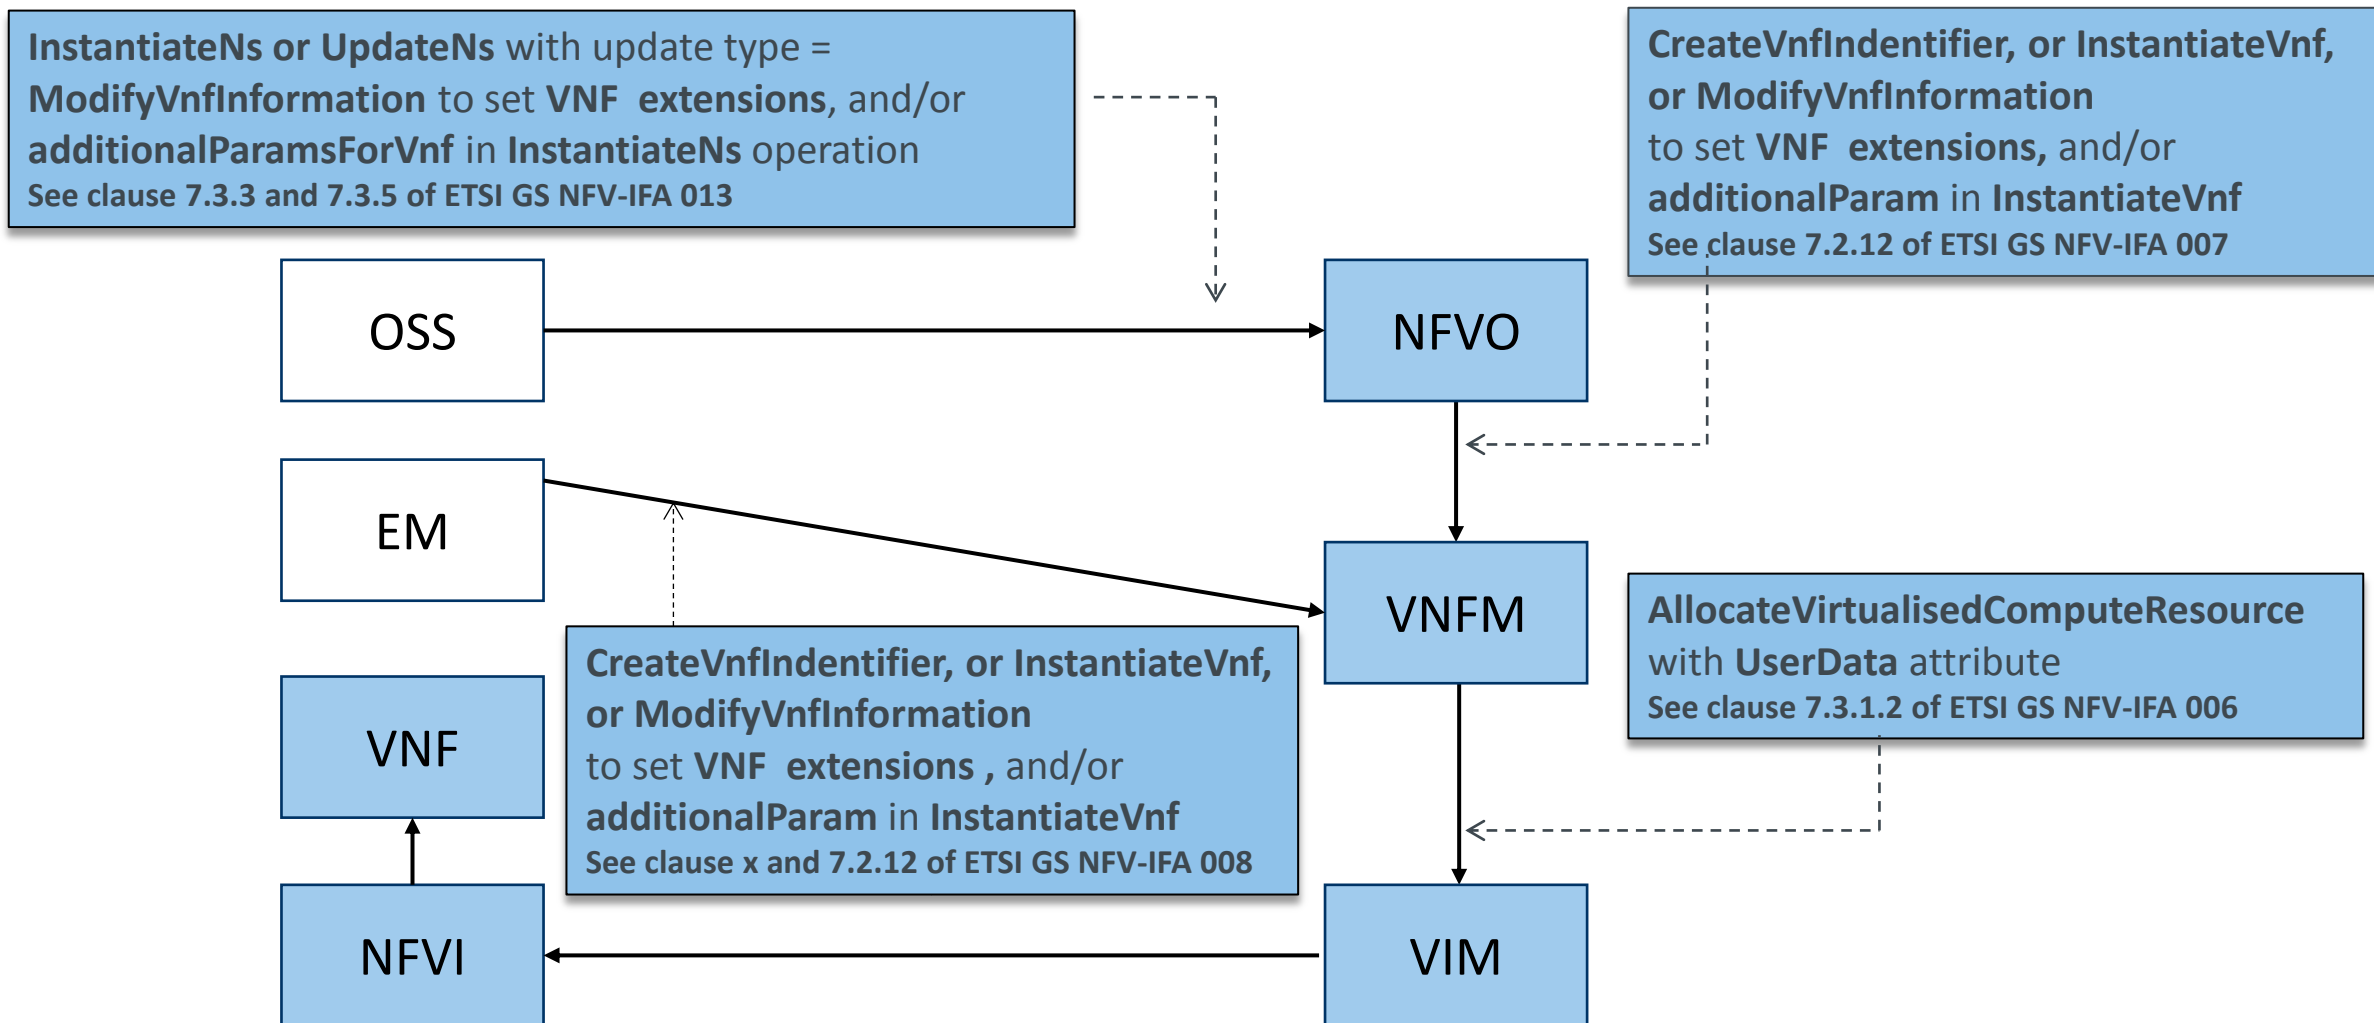 InstantiateNs or UpdateNs with update type =
ModifyVnfInformation to set VNF  extensions, and/or
additionalParamsForVnf in InstantiateNs operation
See clause 7.3.3 and 7.3.5 of ETSI GS NFV-IFA 013
CreateVnfIndentifier, or InstantiateVnf,
or ModifyVnfInformation
to set VNF  extensions, and/or
additionalParam in InstantiateVnf
See clause 7.2.12 of ETSI GS NFV-IFA 007
OSS
NFVO
EM
VNFM
CreateVnfIndentifier, or InstantiateVnf,
or ModifyVnfInformation
to set VNF  extensions , and/or
additionalParam in InstantiateVnf
See clause x and 7.2.12 of ETSI GS NFV-IFA 008
AllocateVirtualisedComputeResource
with UserData attribute
See clause 7.3.1.2 of ETSI GS NFV-IFA 006
VNF
NFVI
VIM